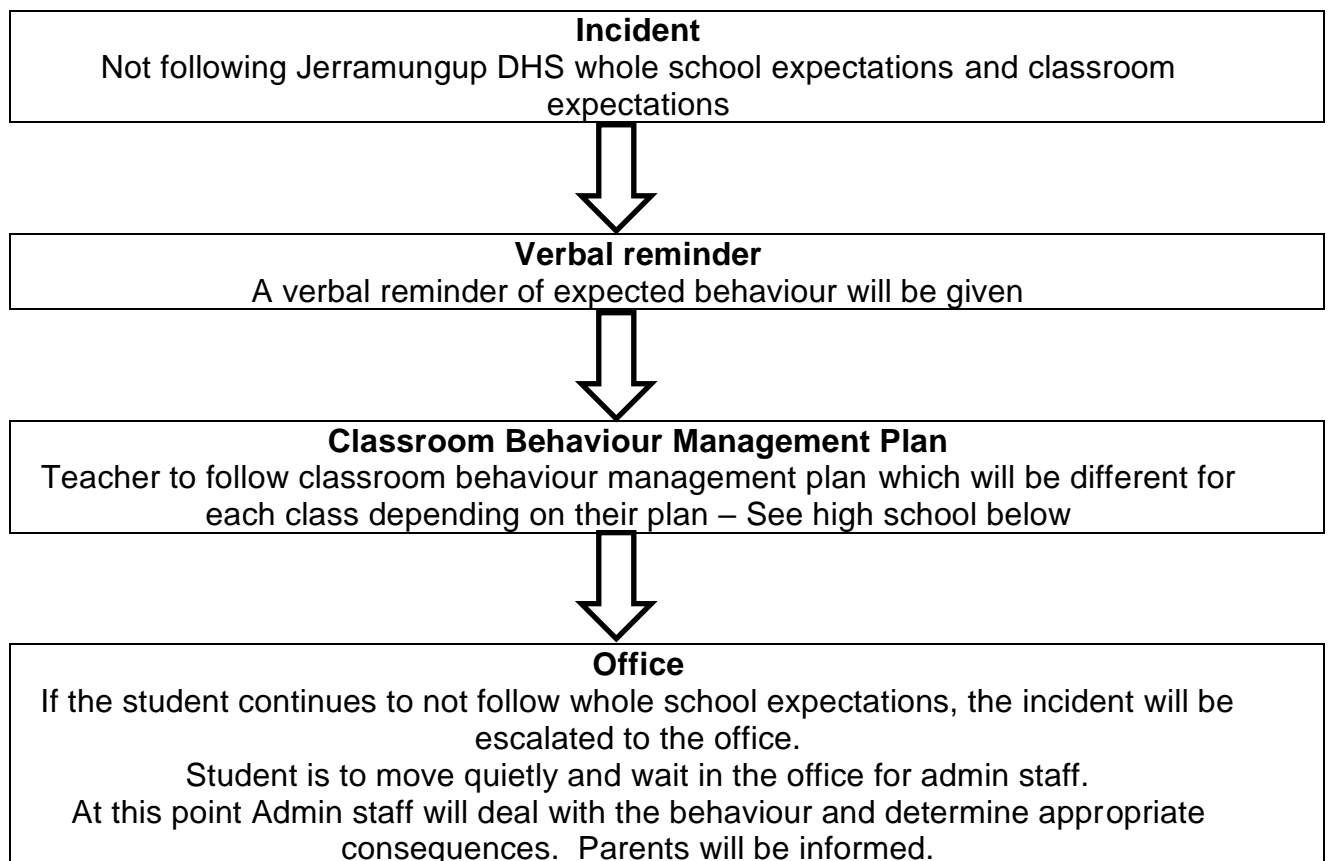 Incident
Not following Jerramungup DHS whole school expectations and classroom
expectations
Verbal reminder
A verbal reminder of expected behaviour will be given
Classroom Behaviour Management Plan
Teacher to follow classroom behaviour management plan which will be different for
each class depending on their plan – See high school below
Office
If the student continues to not follow whole school expectations, the incident will be
escalated to the office.
Student is to move quietly and wait in the office for admin staff.
At this point Admin staff will deal with the behaviour and determine appropriate
consequences.  Parents will be informed.